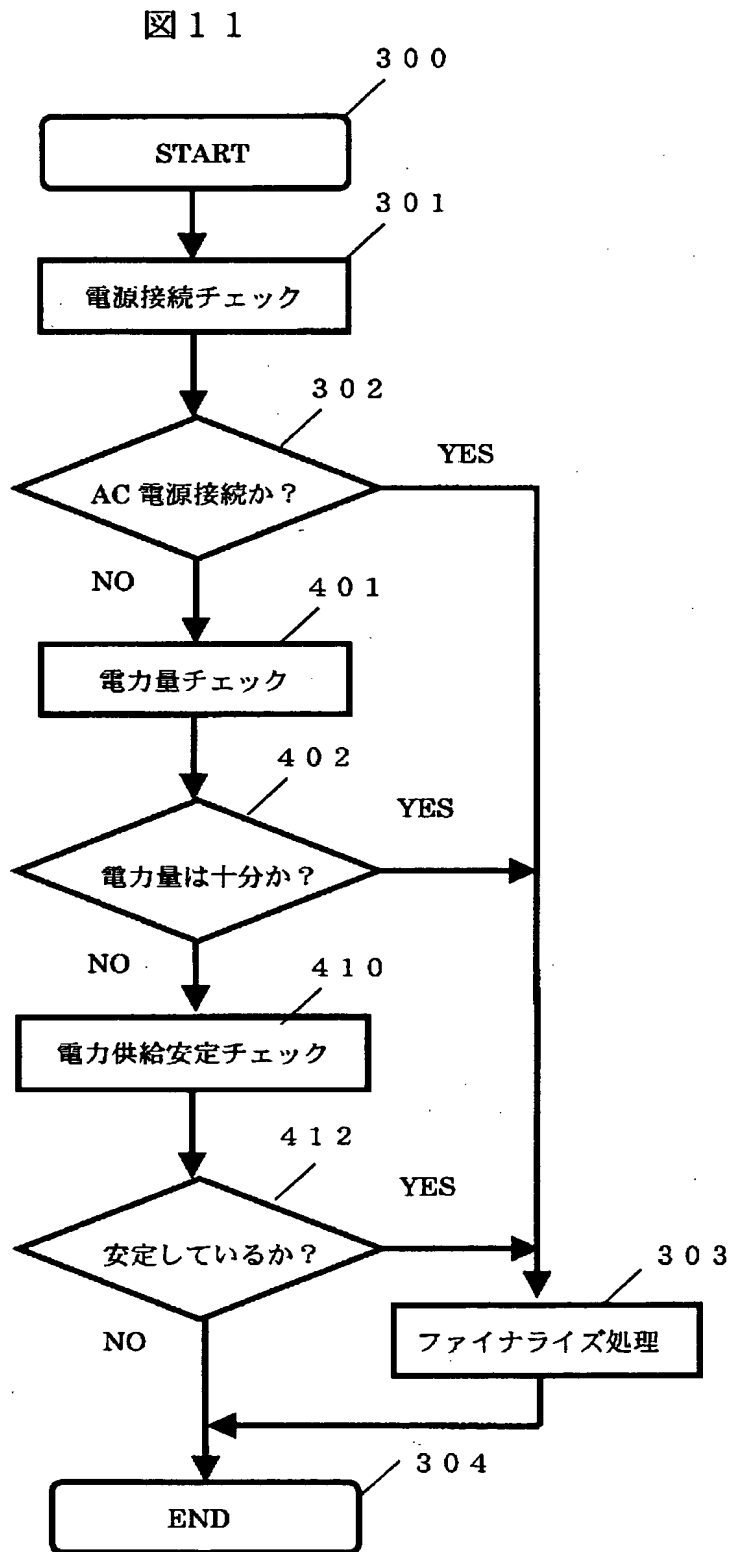 図11
300
START
301
電源接続チェック
302
AC 電源接続か？
YES
NO
401
電力量チェック
402
電力量は十分か？
YES
NO
410
電力供給安定チェック
412
安定しているか？
YES
NO
303
ファイナライズ処理
304
END